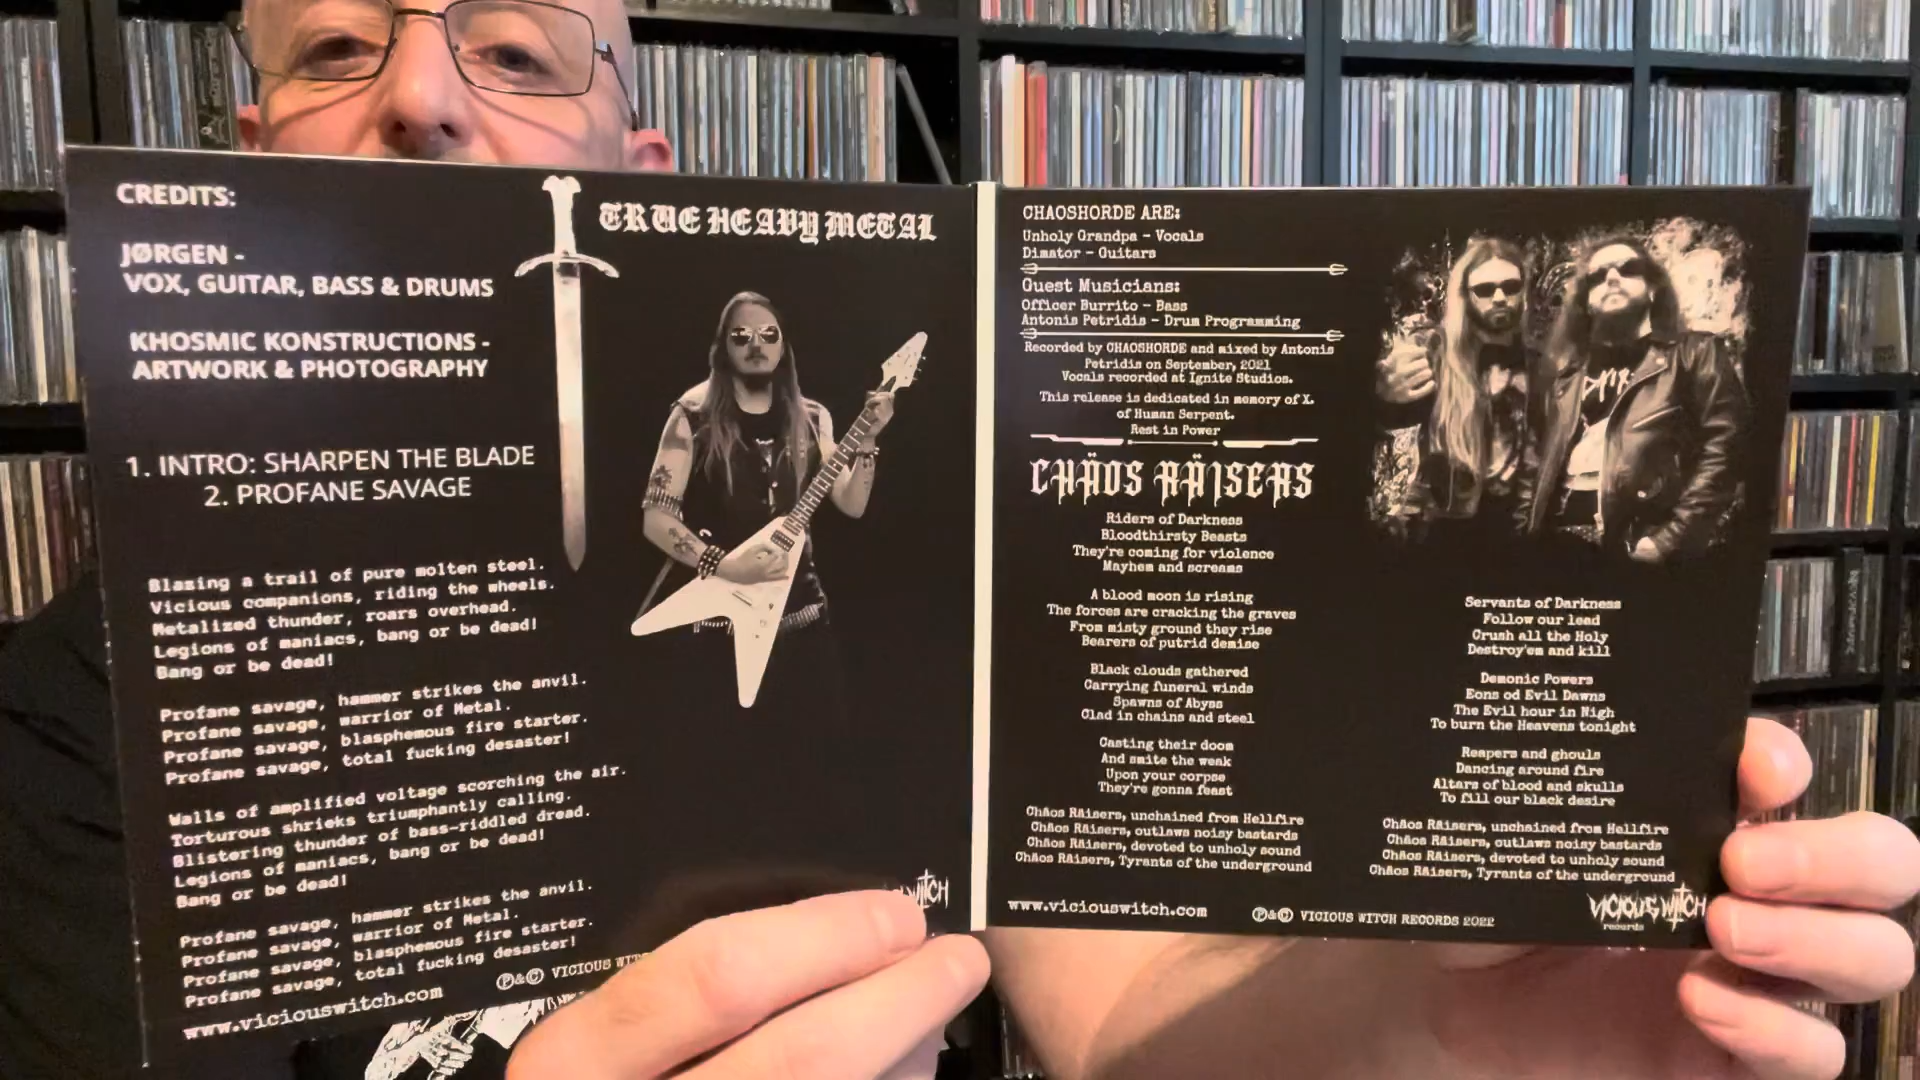 CREDITS:
JØRGEN -
VOX, GUITAR, BASS & DRUMS
KHOSMIC KONSTRUCTIONS -
ARTWORK & PHOTOGRAPHY
1. INTRO: SHARPEN THE BLADE
2. PROFANE SAVAGE
Blazing a trail of pure molten steel.
Vicious companions, riding the wheels.
Metalized thunder, roars overhead.
Legions of maniacs, bang or be dead!
Bang or be dead!
Profane savage, hammer strikes the anvil.
Profane savage, warrior of Metal.
Profane savage, blasphemous fire starter.
Profane savage, total fucking desaster!
Walls of amplified voltage scorching the air.
Torturous shrieks triumphantly calling.
Blistering thunder of bass-riddled dread.
Legions of maniacs, bang or be dead!
Bang or be dead!
Profane savage, hammer strikes the anvil.
Profane savage, warrior of Metal.
Profane savage, blasphemous fire starter.
Profane savage, total fucking desaster!
www.viciouswitch.com
℗&© VICIOUS
TRUE HEAVY METAL
CHAOSHORDE ARE:
Unholy Grandpa - Vocals
Dimator - Guitars
Guest Musicians:
Officer Burrito - Bass
Antonis Petridis - Drum Programming
Recorded by CHAOSHORDE and mixed by Antonis
Petridis on September, 2021
Vocals recorded at Ignite Studios.
This release is dedicated in memory of X.
of Human Serpent.
Rest in Power
CHÄOS RÄISERS
Riders of Darkness
Bloodthirsty Beasts
They're coming for violence
Mayhem and screams
A blood moon is rising
The forces are cracking the graves
From misty ground they rise
Bearers of putrid demise
Black clouds gathered
Carrying funeral winds
Spawns of Abyss
Clad in chains and steel
Casting their doom
And smite the weak
Upon your corpse
They're gonna feast
Chäos Räisers, unchained from Hellfire
Chäos Räisers, outlaws noisy bastards
Chäos Räisers, devoted to unholy sound
Chäos Räisers, Tyrants of the underground
Servants of Darkness
Follow our lead
Crush all the Holy
Destroy'em and kill
Demonic Powers
Eons od Evil Dawns
The Evil hour in Nigh
To burn the Heavens tonight
Reapers and ghouls
Dancing around fire
Altars of blood and skulls
To fill our black desire
Chäos Räisers, unchained from Hellfire
Chäos Räisers, outlaws noisy bastards
Chäos Räisers, devoted to unholy sound
Chäos Räisers, Tyrants of the underground
www.viciouswitch.com
℗&© VICIOUS WITCH RECORDS 2022
VICIOUS WITCH
records